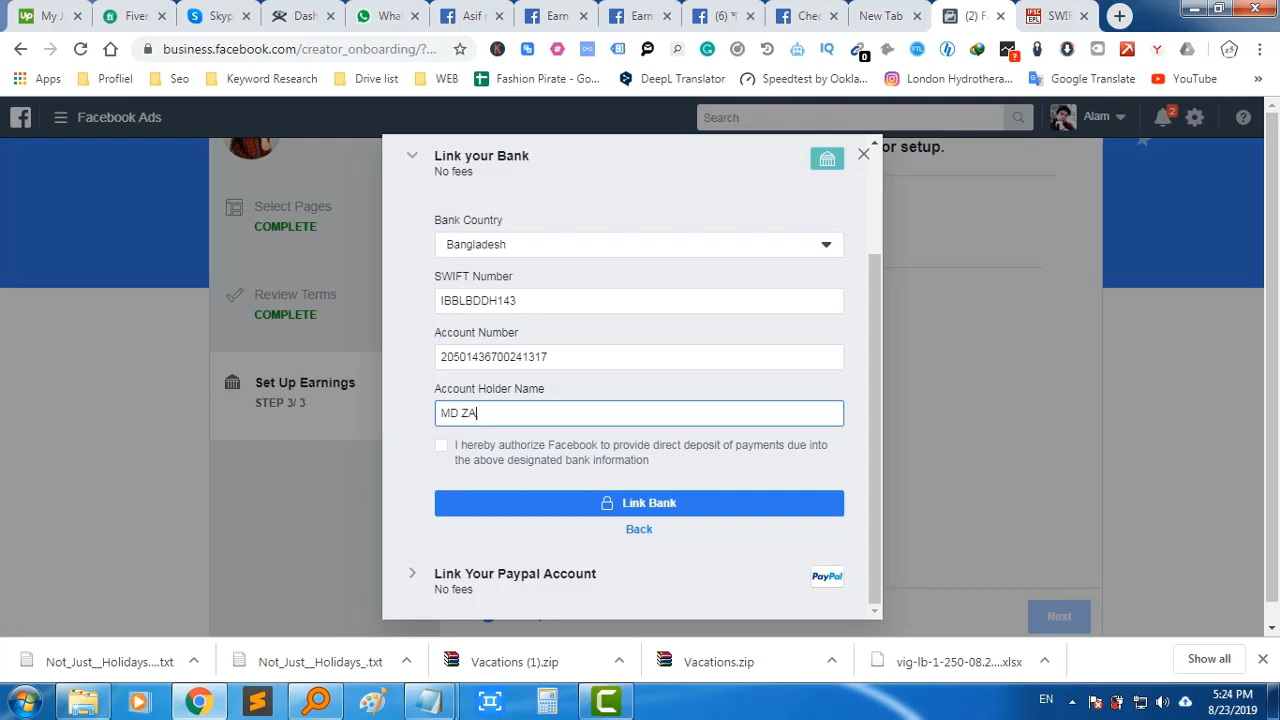 My J
Fiver
Skyp
Dash
What
Asif
Earn
Earn
(6) 'T
Chec
New Tab
(2) F
SWIF
business.facebook.com/creator_onboarding/?...
Apps
Profliel
Seo
Keyword Research
Drive list
WEB
Fashion Pirate - Go...
DeepL Translator
Speedtest by Ookla...
London Hydrothera...
Google Translate
YouTube
Facebook Ads
Search
Alam
2
or setup.
Select Pages
COMPLETE
Review Terms
COMPLETE
Set Up Earnings
STEP 3/ 3
Link your Bank
No fees
Bank Country
Bangladesh
SWIFT Number
IBBLBDDH143
Account Number
20501436700241317
Account Holder Name
MD ZA
I hereby authorize Facebook to provide direct deposit of payments due into
the above designated bank information
Link Bank
Back
Link Your Paypal Account
No fees
PayPal
Next
Not_Just__Holidays....txt
Not_Just__Holidays_.txt
Vacations (1).zip
Vacations.zip
vig-lb-1-250-08.2....xlsx
Show all
EN
5:24 PM
8/23/2019